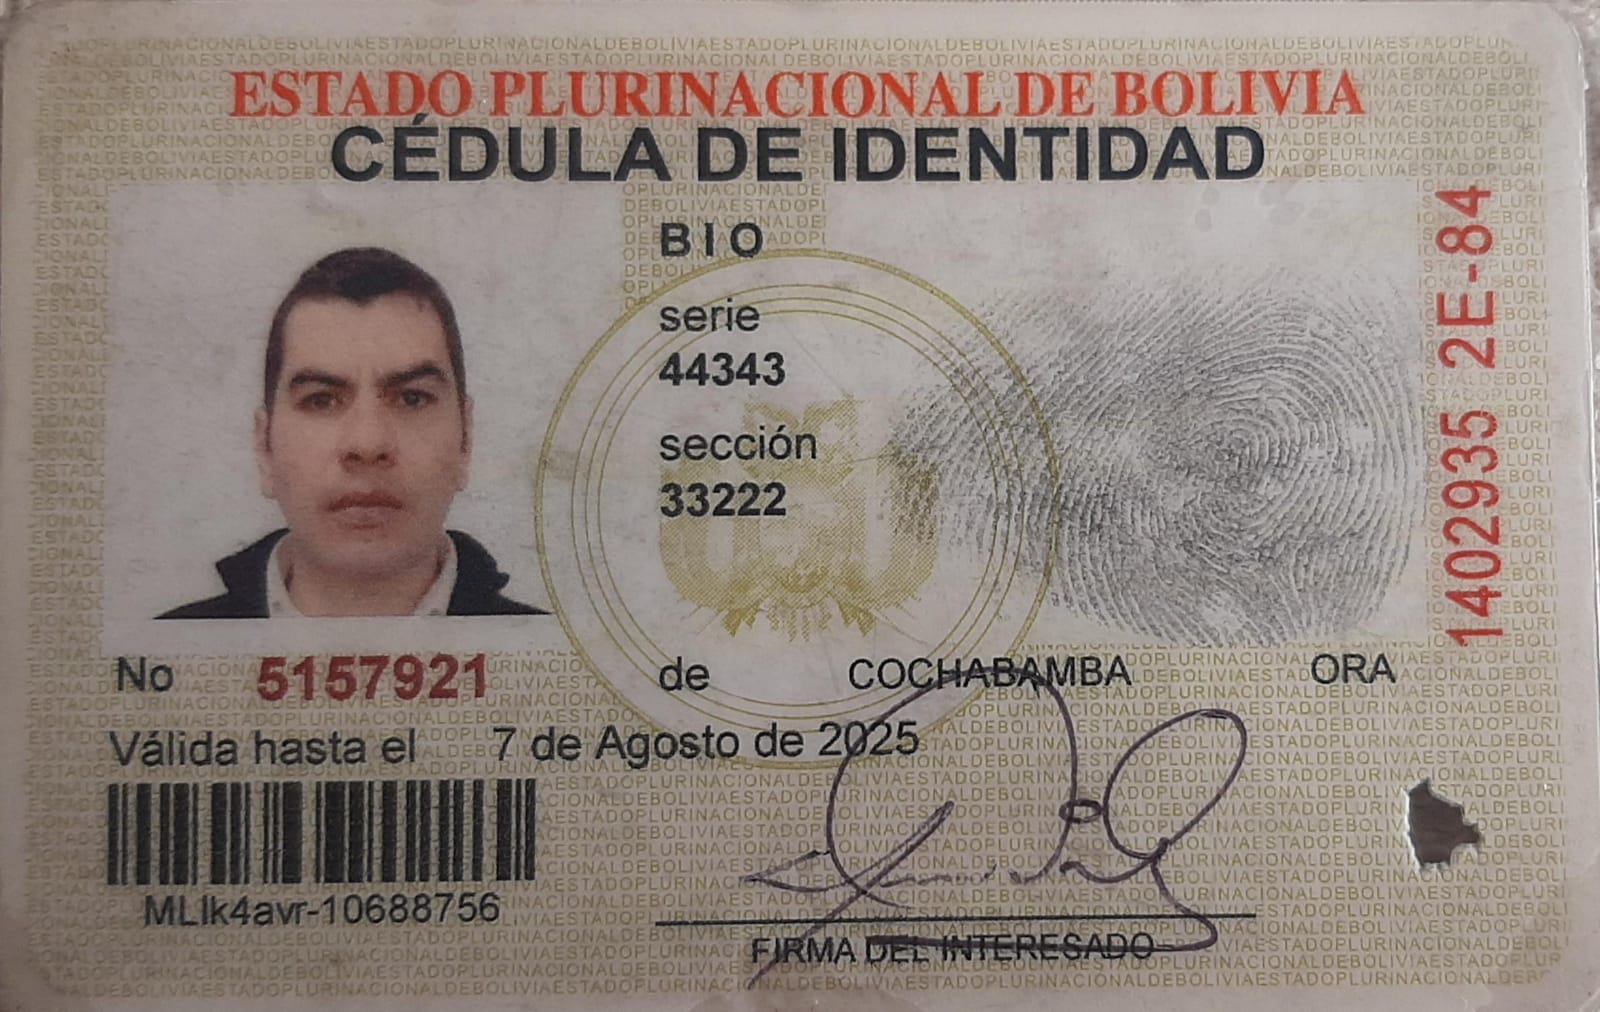 ESTADO PLURINACIONAL DE BOLIVIA
CÉDULA DE IDENTIDAD
BIO
serie
44343
sección
33222
1402935 2E-84
No 5157921 de COCHABAMBA ORA
Válida hasta el 7 de Agosto de 2025
MLlk4avr-10688756
FIRMA DEL INTERESADO